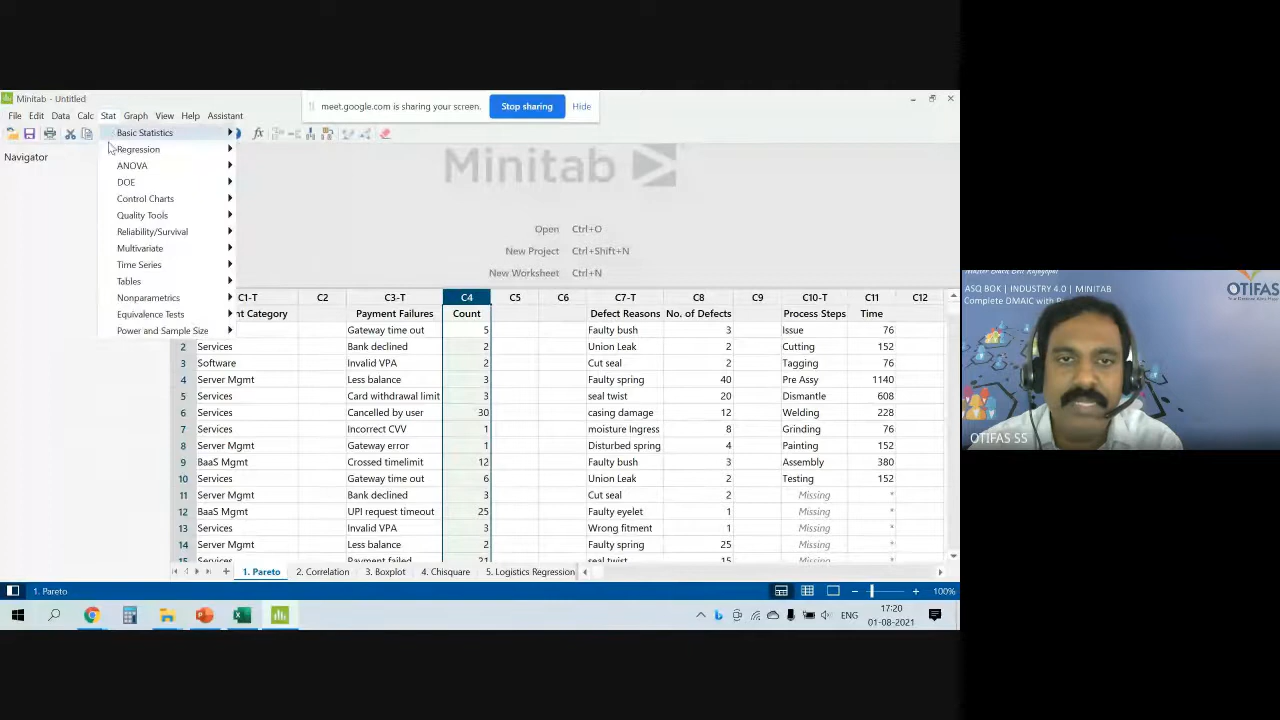 Minitab - Untitled
meet.google.com is sharing your screen.
Stop sharing
Hide
File Edit Data Calc Stat Graph View Help Assistant
Navigator
Basic Statistics
Regression
ANOVA
DOE
Control Charts
Quality Tools
Reliability/Survival
Multivariate
Time Series
Tables
Nonparametrics
Equivalence Tests
Power and Sample Size
Minitab
Open Ctrl+O
New Project Ctrl+Shift+N
New Worksheet Ctrl+N
C1-T C2 C3-T C4 C5 C6 C7-T C8 C9 C10-T C11 C12
Category Payment Failures Count Defect Reasons No. of Defects Process Steps Time
Gateway time out 5 Faulty bush 3 Issue 76
2 Services Bank declined 2 Union Leak 2 Cutting 152
3 Software Invalid VPA 2 Cut seal 2 Tagging 76
4 Server Mgmt Less balance 3 Faulty spring 40 Pre Assy 1140
5 Services Card withdrawal limit 3 seal twist 20 Dismantle 608
6 Services Cancelled by user 30 casing damage 12 Welding 228
7 Services Incorrect CVV 1 moisture Ingress 8 Grinding 76
8 Server Mgmt Gateway error 1 Disturbed spring 4 Painting 152
9 BaaS Mgmt Crossed timelimit 12 Faulty bush 3 Assembly 380
10 Services Gateway time out 6 Union Leak 2 Testing 152
11 Server Mgmt Bank declined 3 Cut seal 2 Missing *
12 BaaS Mgmt UPI request timeout 25 Faulty eyelet 1 Missing *
13 Services Invalid VPA 3 Wrong fitment 1 Missing *
14 Server Mgmt Less balance 2 Faulty spring 25 Missing *
15 Services Payment failed 21 seal twist 15 Missing *
1. Pareto 2. Correlation 3. Boxplot 4. Chisquare 5. Logistics Regression
1. Pareto
100%
ENG
17:20
01-08-2021
ASQ BOK | INDUSTRY 4.0 | MINITAB
Complete DMAIC with
OTIFAS
OTIFAS SS